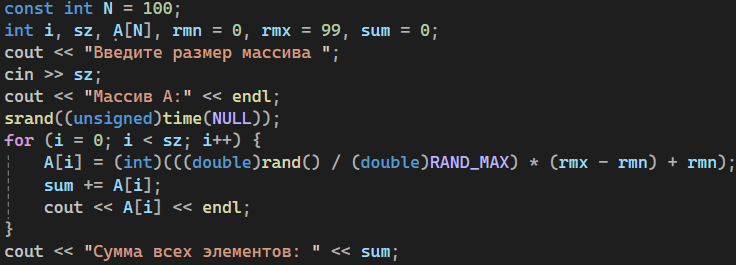 const int N = 100;
int i, sz, A[N], rmn = 0, rmx = 99, sum = 0;
cout << "Введите размер массива ";
cin >> sz;
cout << "Массив А:" << endl;
srand((unsigned)time(NULL));
for (i = 0; i < sz; i++) {
    A[i] = (int)(((double)rand() / (double)RAND_MAX) * (rmx - rmn) + rmn);
    sum += A[i];
    cout << A[i] << endl;
}
cout << "Сумма всех элементов: " << sum;